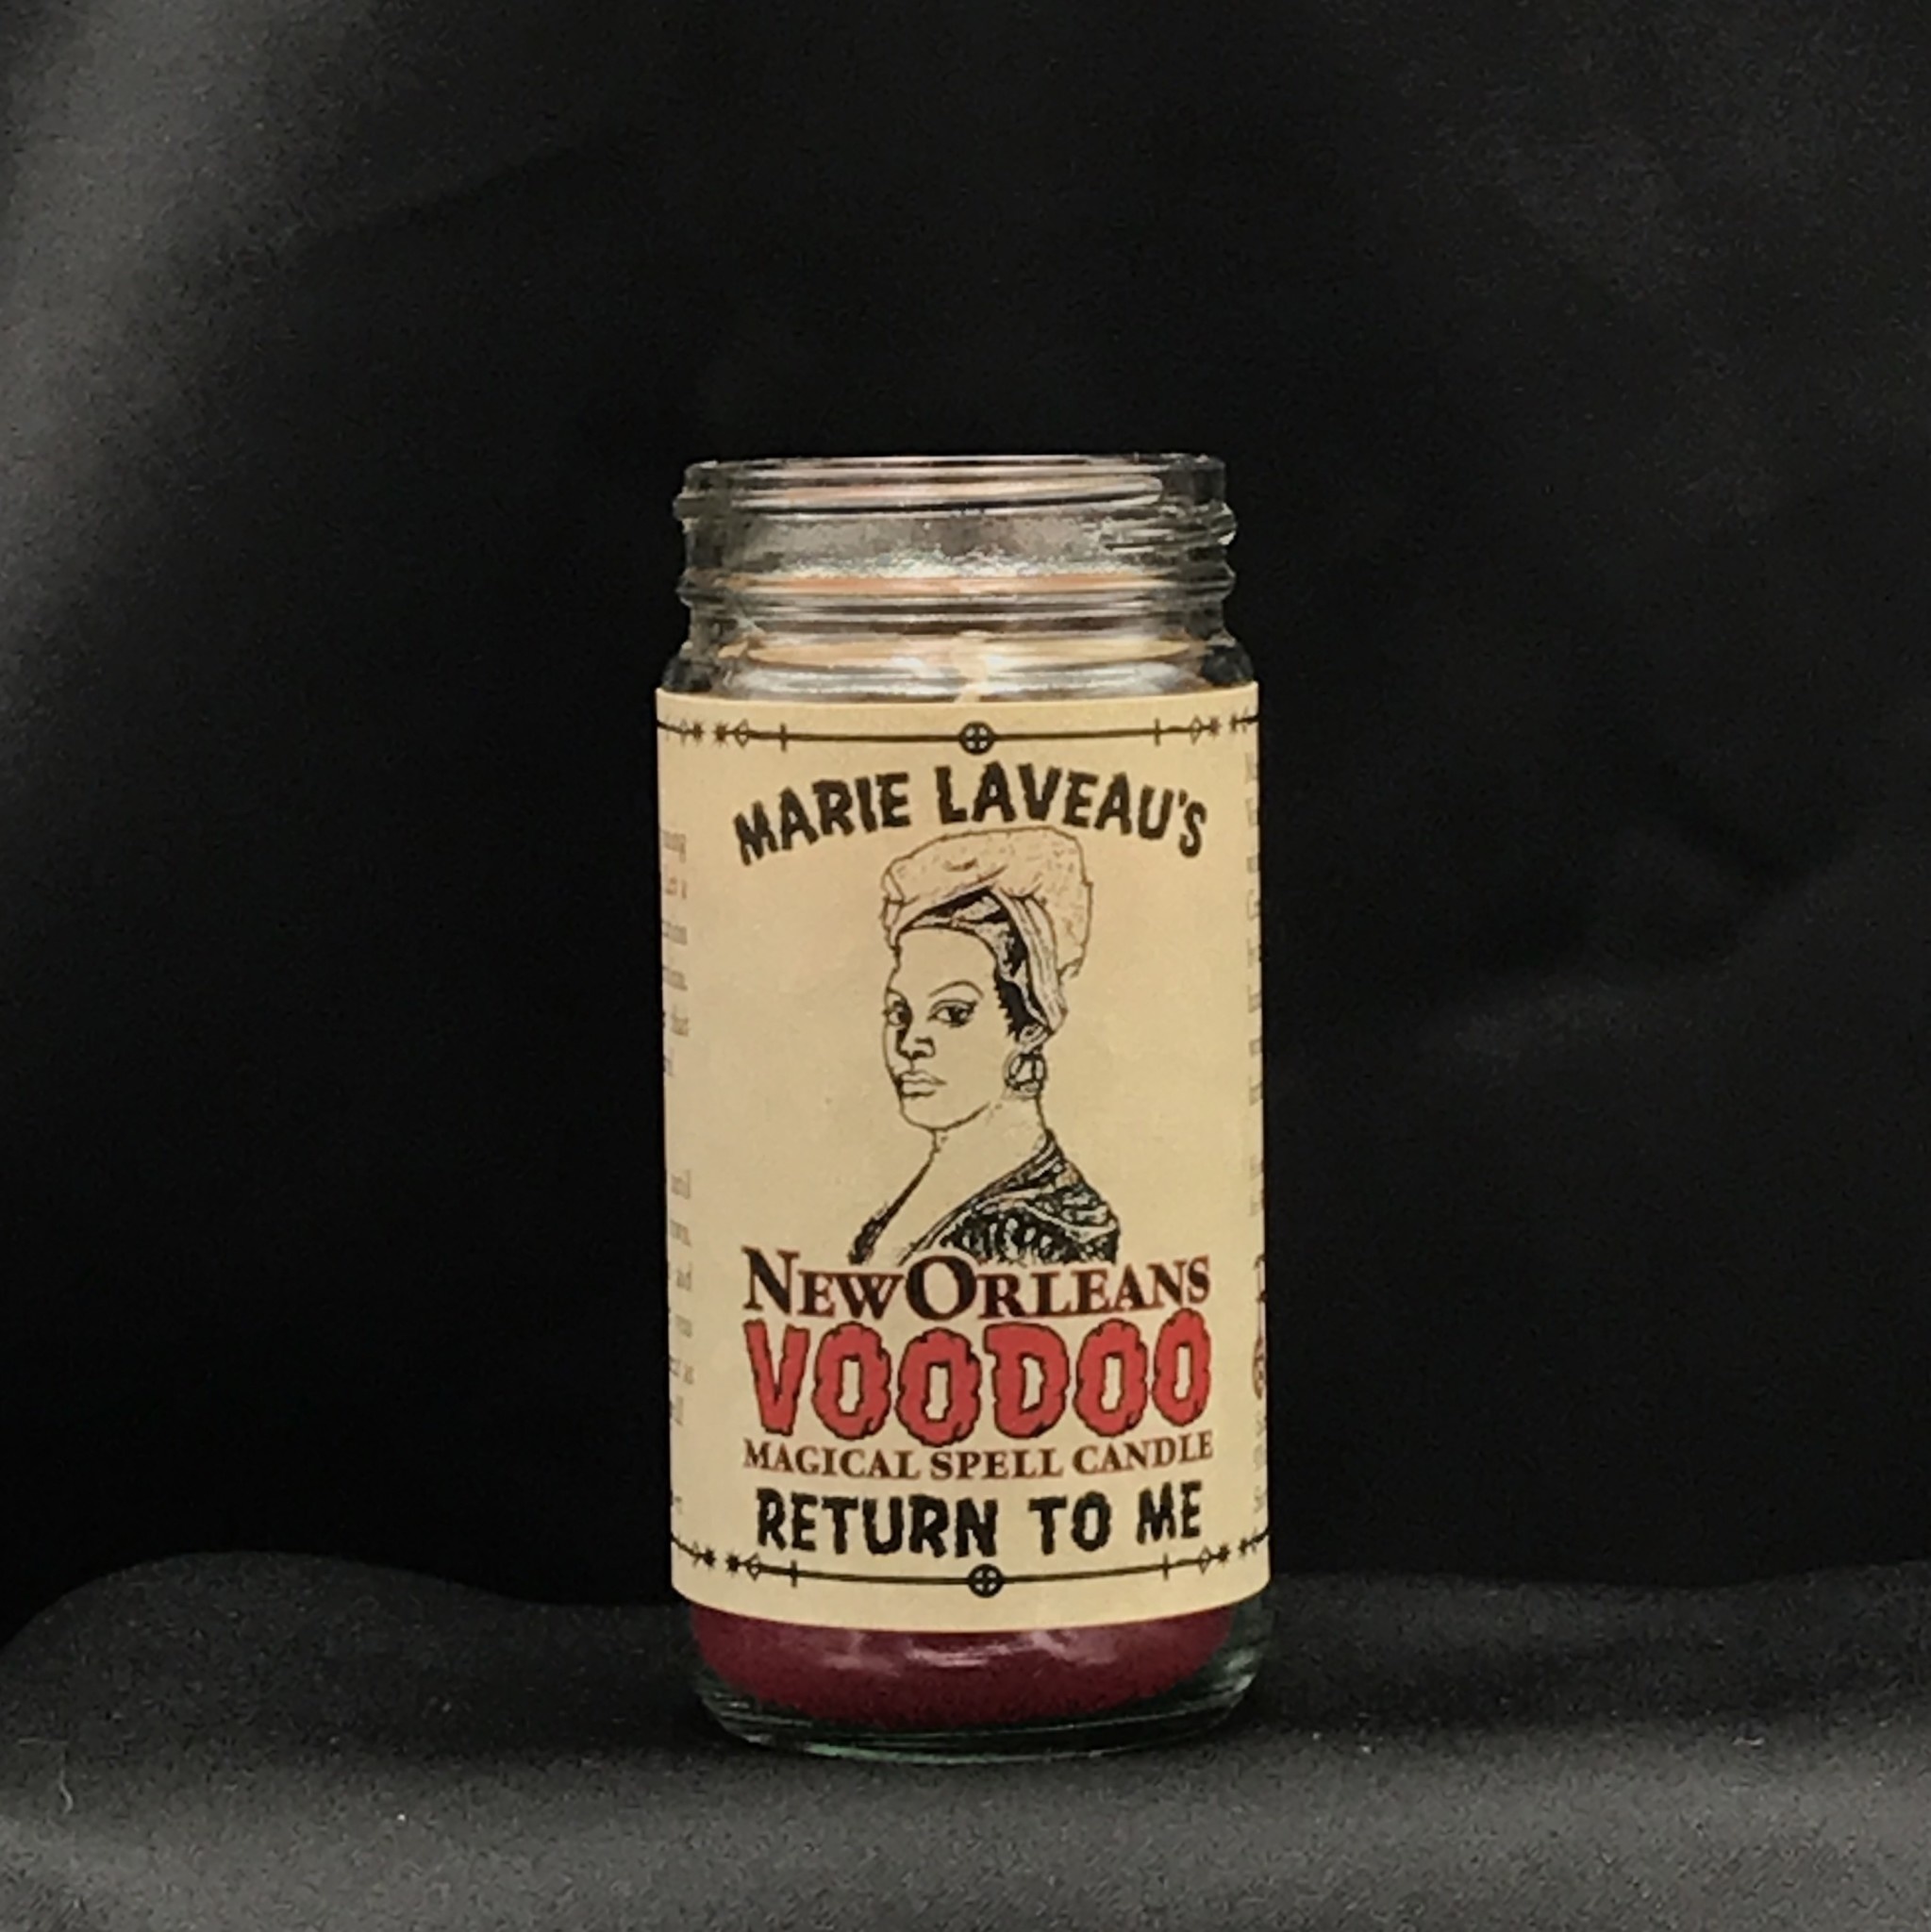 MARIE LAVEAU'S
NEW ORLEANS
VOODOO
MAGICAL SPELL CANDLE
RETURN TO ME